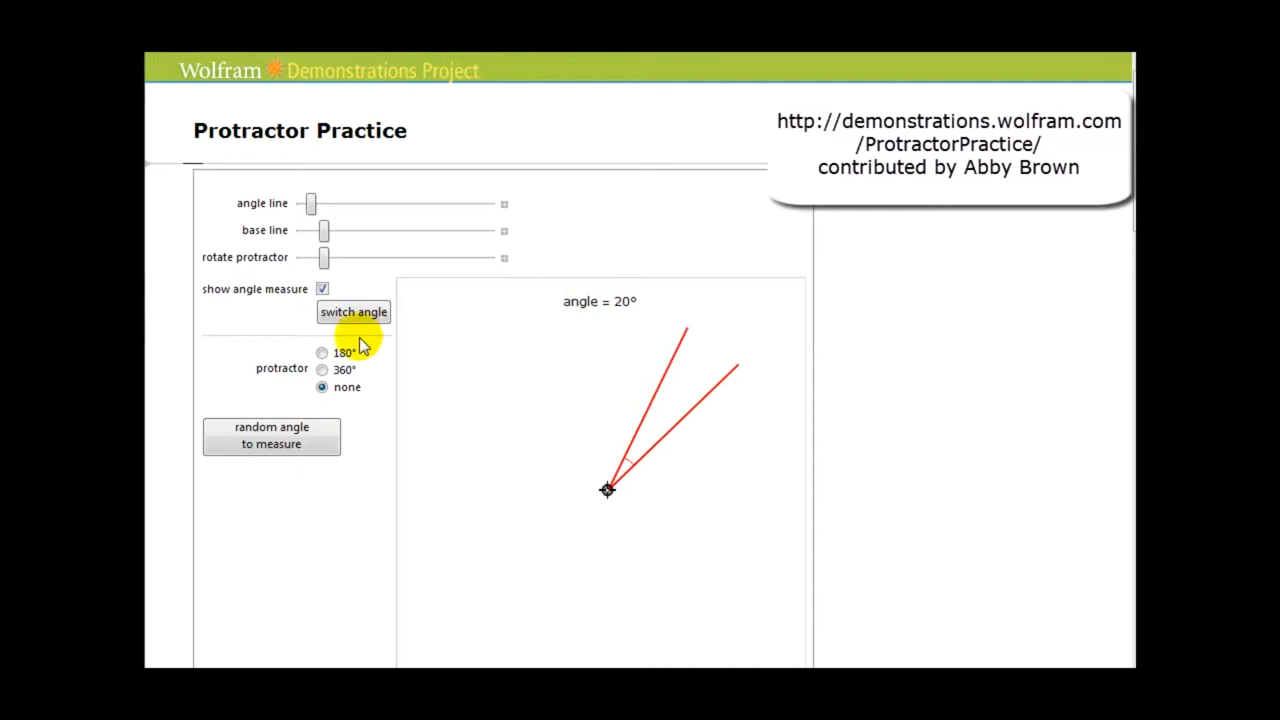 Wolfram Demonstrations Project
Protractor Practice
http://demonstrations.wolfram.com
/ProtractorPractice/
contributed by Abby Brown
angle line
base line
rotate protractor
show angle measure
switch angle
angle = 20°
180°
protractor
360°
none
random angle
to measure